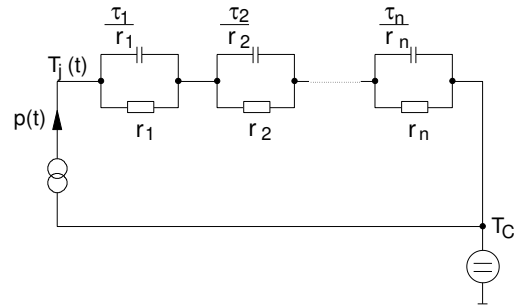 τ1 τ2 τn
r1 r2 rn
Tj (t)
r1 r2 rn
p(t)
TC